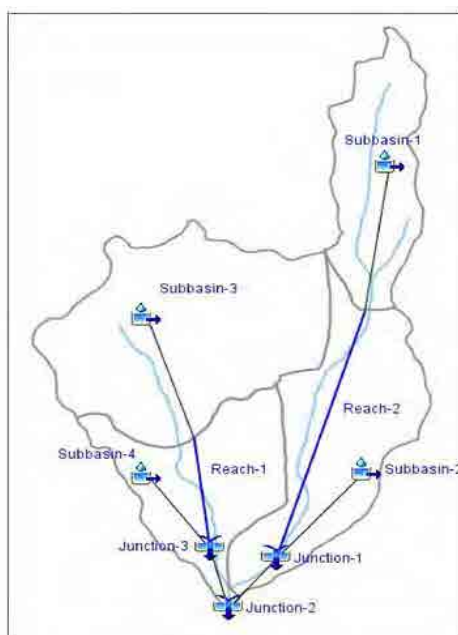 Subbasin-1
Subbasin-3
Reach-2
Subbasin-4
Reach-1
Subbasin-2
Junction-3
Junction-1
Junction-2